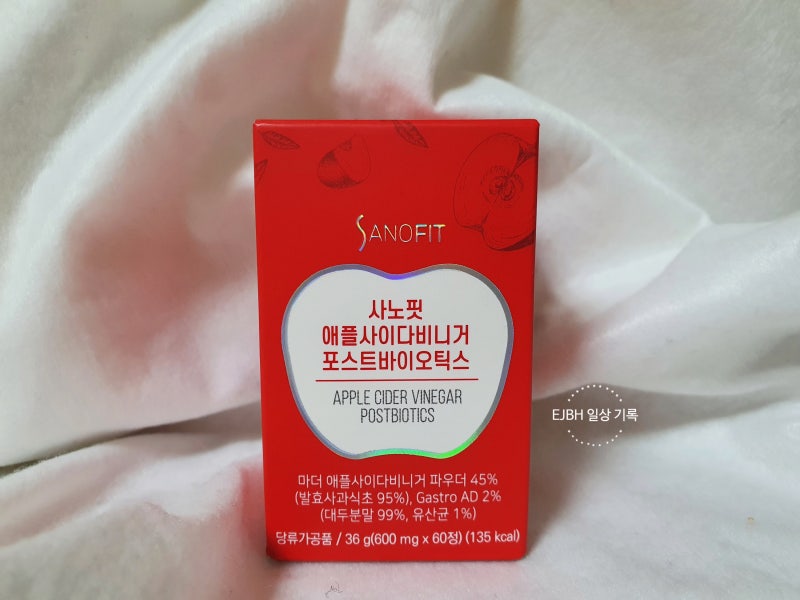 SANOFIT
사노핏
애플사이다비니거
포스트바이오틱스
APPLE CIDER VINEGAR
POSTBIOTICS
EJBH 일상 기록
마더 애플사이다비니거 파우더 45%
(발효사과식초 95%), Gastro AD 2%
(대두분말 99%, 유산균 1%)
당류가공품 / 36 g(600 mg x 60정) (135 kcal)